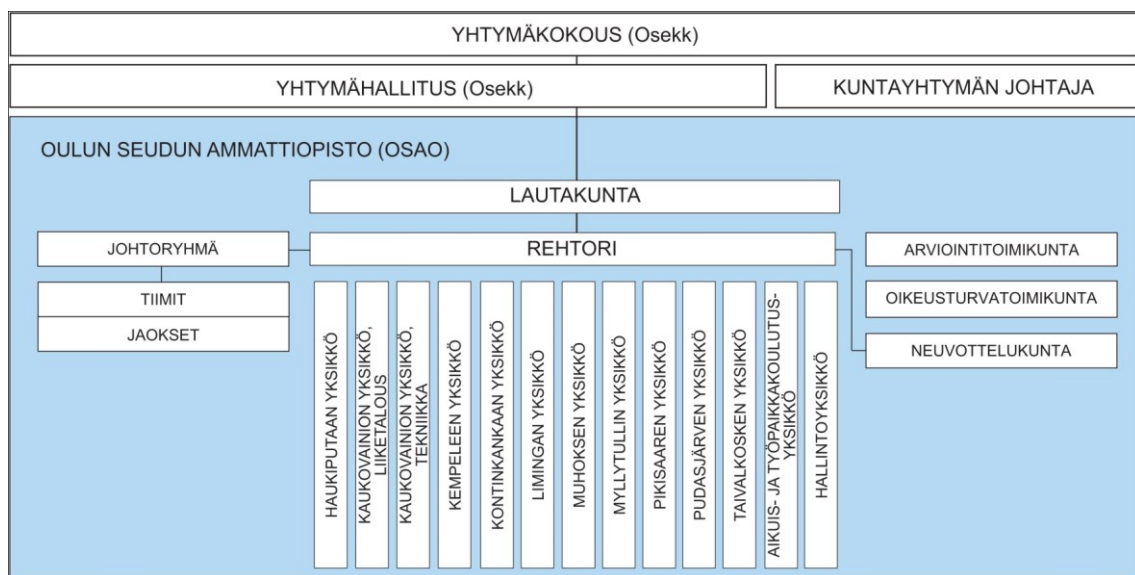 YHTYMÄKOKOUS (Osekk)
YHTYMÄHALLITUS (Osekk)
KUNTAYHTYMÄN JOHTAJA
OULUN SEUDUN AMMATTIOPISTO (OSAO)
LAUTAKUNTA
JOHTORYHMÄ
REHTORI
ARVIOINTITOIMIKUNTA
TIIMIT
OIKEUSTURVATOIMIKUNTA
JAOKSET
NEUVOTTELUKUNTA
HAUKIPUTAAN YKSIKKÖ
KAUKOVAINION YKSIKKÖ,
LIIKETALOUS
KAUKOVAINION YKSIKKÖ,
TEKNIIKKA
KEMPELEEN YKSIKKÖ
KONTINKANKAAN YKSIKKÖ
LIMINGAN YKSIKKÖ
MUHOKSEN YKSIKKÖ
MYLLYTULLIN YKSIKKÖ
PIKISAAREN YKSIKKÖ
PUDASJÄRVEN YKSIKKÖ
TAIVALKOSKEN YKSIKKÖ
AIKUIS- JA TYÖPAIKKAKOULUTUS-
YKSIKKÖ
HALLINTOYKSIKKÖ